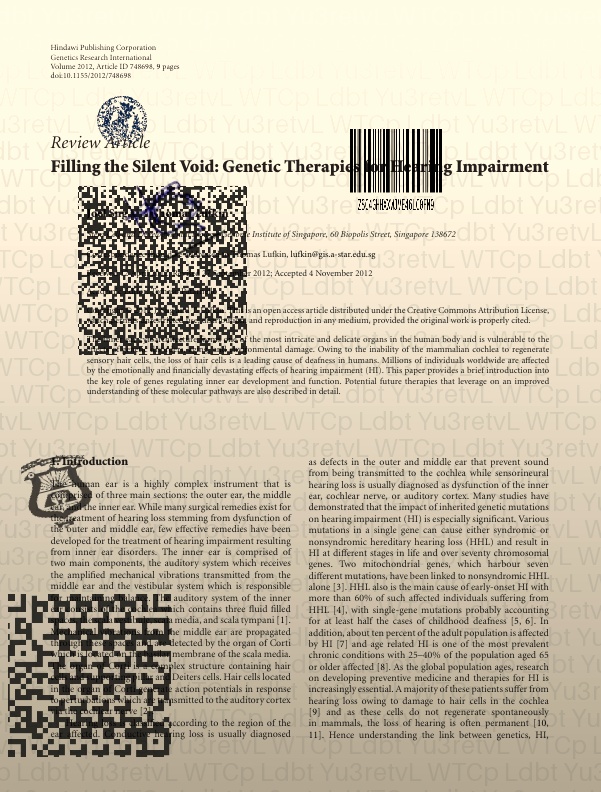 Hindawi Publishing Corporation
Genetics Research International
Volume 2012, Article ID 748698, 9 pages
doi:10.1155/2012/748698
Review Article
Filling the Silent Void: Genetic Therapies for Hearing Impairment
ZSC4GHHBXVJME46LC0FN9
Institute of Singapore, 60 Biopolis Street, Singapore 138672
Lufkin, lufkin@gis.a-star.edu.sg
2012; Accepted 4 November 2012
is an open access article distributed under the Creative Commons Attribution License,
and reproduction in any medium, provided the original work is properly cited.
the most intricate and delicate organs in the human body and is vulnerable to the
damage. Owing to the inability of the mammalian cochlea to regenerate
sensory hair cells, the loss of hair cells is a leading cause of deafness in humans. Millions of individuals worldwide are affected
by the emotionally and financially devastating effects of hearing impairment (HI). This paper provides a brief introduction into
the key role of genes regulating inner ear development and function. Potential future therapies that leverage on an improved
understanding of these molecular pathways are also described in detail.
1. Introduction
The human ear is a highly complex instrument that is
comprised of three main sections: the outer ear, the middle
ear, and the inner ear. While many surgical remedies exist for
the treatment of hearing loss stemming from dysfunction of
the outer and middle ear, few effective remedies have been
developed for the treatment of hearing impairment resulting
from inner ear disorders. The inner ear is comprised of
two main components, the auditory system which receives
the amplified mechanical vibrations transmitted from the
middle ear and the vestibular system which is responsible
for maintaining balance. The auditory system of the inner
which contains three fluid filled
media, and scala tympani [1].
the middle ear are propagated
detected by the organ of Corti
membrane of the scala media.
The organ of Corti is a complex structure containing hair
and Deiters cells. Hair cells located
in the organ of Corti generate action potentials in response
to perturbations which are transmitted to the auditory cortex
[2].
according to the region of the
ear affected. Conductive hearing loss is usually diagnosed
as defects in the outer and middle ear that prevent sound
from being transmitted to the cochlea while sensorineural
hearing loss is usually diagnosed as dysfunction of the inner
ear, cochlear nerve, or auditory cortex. Many studies have
demonstrated that the impact of inherited genetic mutations
on hearing impairment (HI) is especially significant. Various
mutations in a single gene can cause either syndromic or
nonsyndromic hereditary hearing loss (HHL) and result in
HI at different stages in life and over seventy chromosomal
genes. Two mitochondrial genes, which harbour seven
different mutations, have been linked to nonsyndromic HHL
alone [3]. HHL also is the main cause of early-onset HI with
more than 60% of such affected individuals suffering from
HHL [4], with single-gene mutations probably accounting
for at least half the cases of childhood deafness [5, 6]. In
addition, about ten percent of the adult population is affected
by HI [7] and age related HI is one of the most prevalent
chronic conditions with 25–40% of the population aged 65
or older affected [8]. As the global population ages, research
on developing preventive medicine and therapies for HI is
increasingly essential. A majority of these patients suffer from
hearing loss owing to damage to hair cells in the cochlea
[9] and as these cells do not regenerate spontaneously
in mammals, the loss of hearing is often permanent [10,
11]. Hence understanding the link between genetics, HI,
WTCp Ldbt Yu3retvL